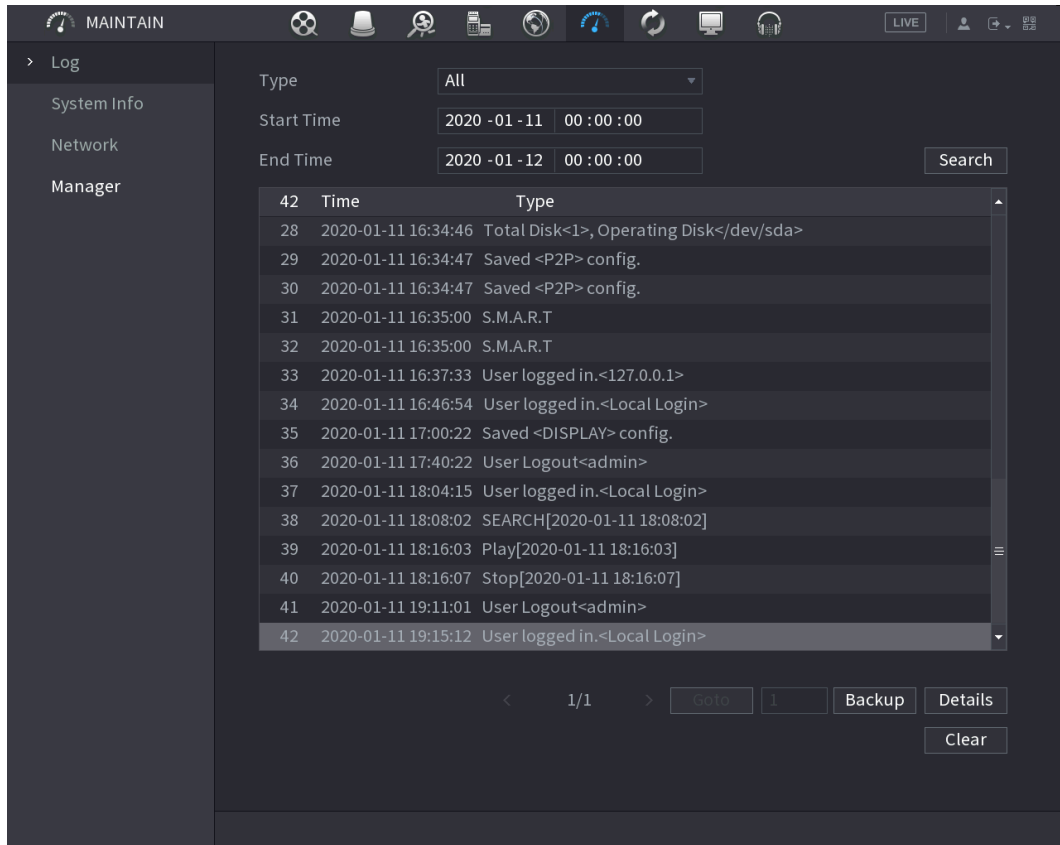 MAINTAIN LIVE
Log
System Info
Network
Manager
Type All
Start Time 2020 -01 -11 00 : 00 : 00
End Time 2020 -01 -12 00 : 00 : 00
Search
42 Time Type
28 2020-01-11 16:34:46 Total Disk<1>, Operating Disk</dev/sda>
29 2020-01-11 16:34:47 Saved <P2P> config.
30 2020-01-11 16:34:47 Saved <P2P> config.
31 2020-01-11 16:35:00 S.M.A.R.T
32 2020-01-11 16:35:00 S.M.A.R.T
33 2020-01-11 16:37:33 User logged in.<127.0.0.1>
34 2020-01-11 16:46:54 User logged in.<Local Login>
35 2020-01-11 17:00:22 Saved <DISPLAY> config.
36 2020-01-11 17:40:22 User Logout<admin>
37 2020-01-11 18:04:15 User logged in.<Local Login>
38 2020-01-11 18:08:02 SEARCH[2020-01-11 18:08:02]
39 2020-01-11 18:16:03 Play[2020-01-11 18:16:03]
40 2020-01-11 18:16:07 Stop[2020-01-11 18:16:07]
41 2020-01-11 19:11:01 User Logout<admin>
42 2020-01-11 19:15:12 User logged in.<Local Login>
< 1/1 > Goto 1 Backup Details
Clear